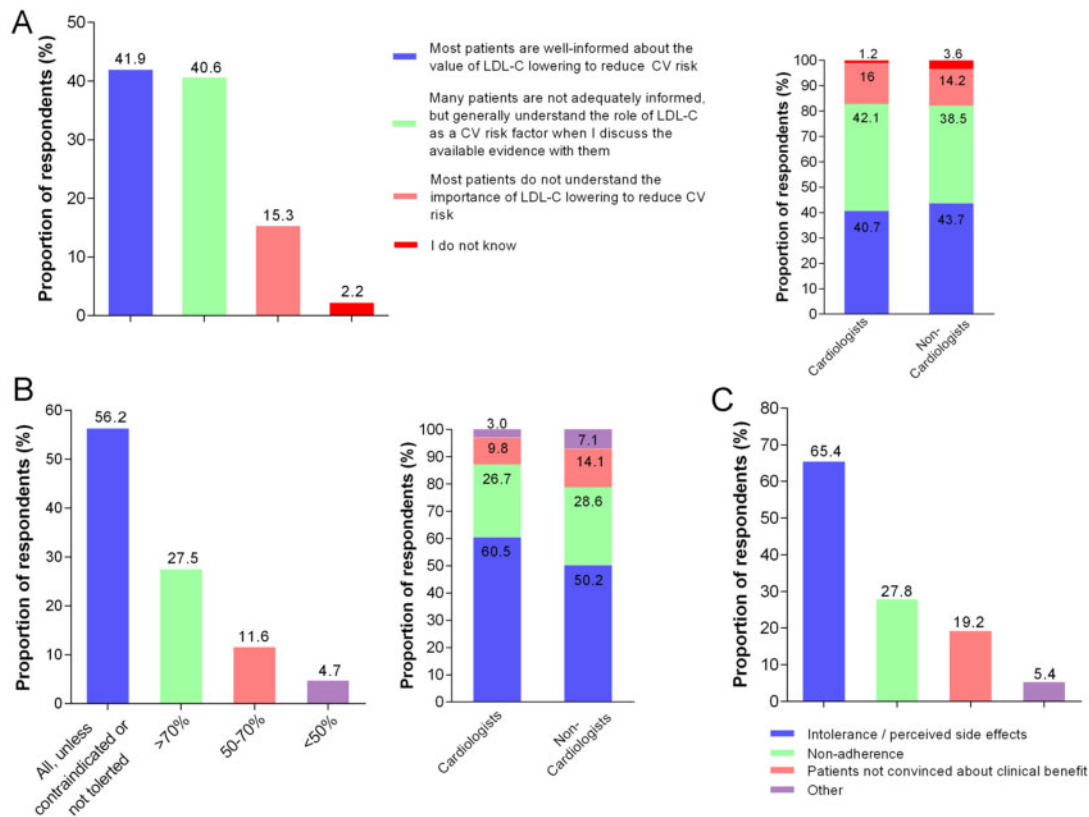 A
Proportion of respondents (%)
50
40
30
20
10
0
41.9
40.6
15.3
2.2
Most patients are well-informed about the
value of LDL-C lowering to reduce CV risk
Many patients are not adequately informed,
but generally understand the role of LDL-C
as a CV risk factor when I discuss the
available evidence with them
Most patients do not understand the
importance of LDL-C lowering to reduce CV
risk
I do not know
Proportion of respondents (%)
100
90
80
70
60
50
40
30
20
10
0
1.2
16
42.1
40.7
3.6
14.2
38.5
43.7
Cardiologists
Non-
Cardiologists
B
Proportion of respondents (%)
60
50
40
30
20
10
0
56.2
27.5
11.6
4.7
All, unless
contraindicated or
not tolerted
>70%
50-70%
<50%
Proportion of respondents (%)
100
90
80
70
60
50
40
30
20
10
0
3.0
9.8
26.7
60.5
7.1
14.1
28.6
50.2
Cardiologists
Non-
Cardiologists
C
Proportion of respondents (%)
80
70
60
50
40
30
20
10
0
65.4
27.8
19.2
5.4
Intolerance / perceived side effects
Non-adherence
Patients not convinced about clinical benefit
Other